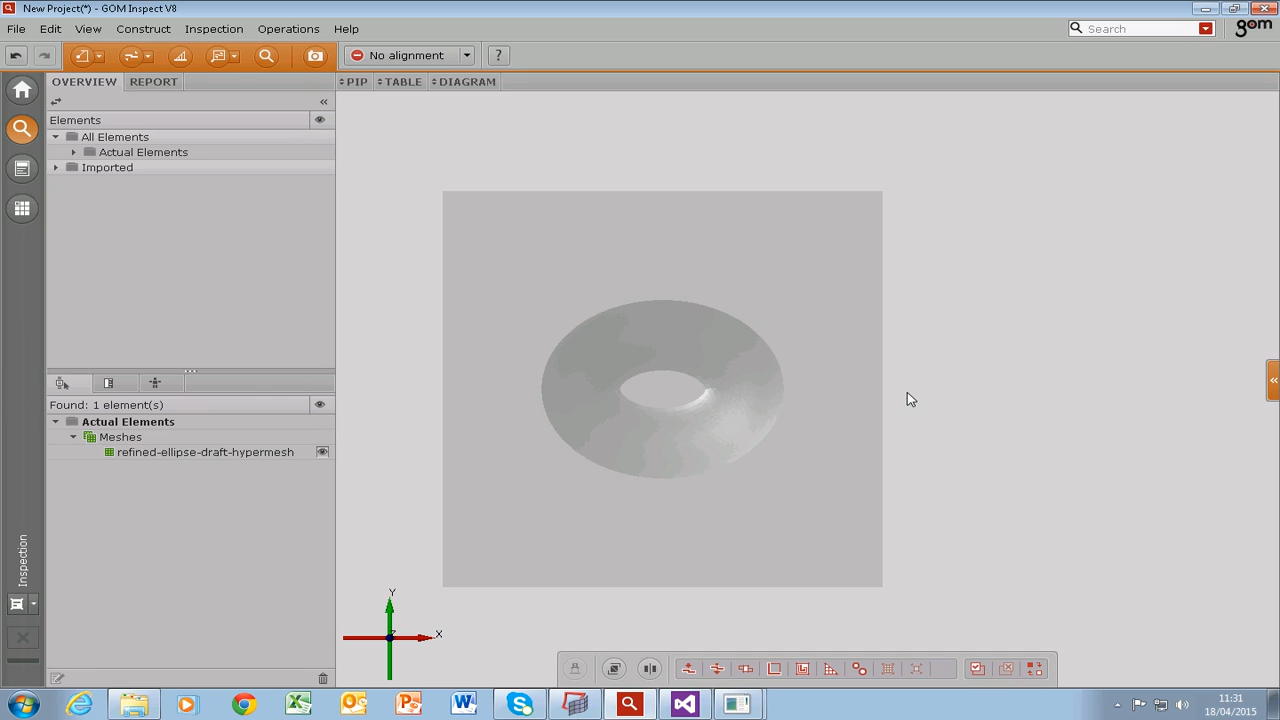 New Project(*) - GOM Inspect V8
File Edit View Construct Inspection Operations Help
Search
gom
No alignment
?
OVERVIEW REPORT
PIP TABLE DIAGRAM
Elements
All Elements
Actual Elements
Imported
Found: 1 element(s)
Actual Elements
Meshes
refined-ellipse-draft-hypermesh
Inspection
Y
Z
X
11:31
18/04/2015